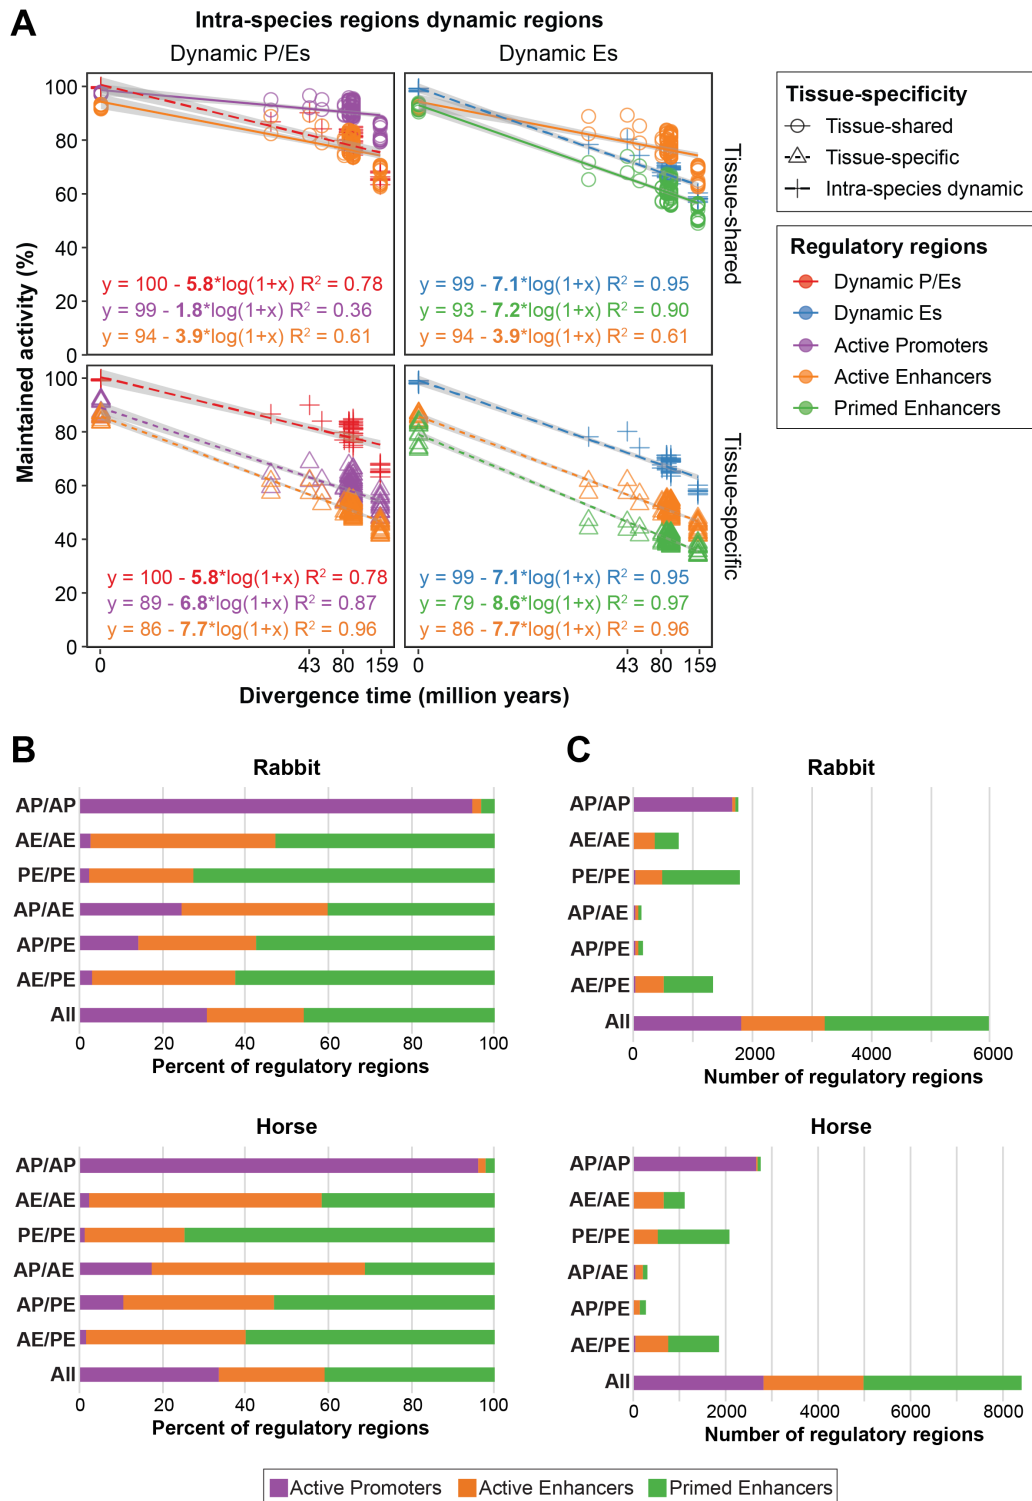 A
Intra-species regions dynamic regions
Dynamic P/Es
Dynamic Es
Maintained activity (%)
100
80
60
40
20
0
y = 100 - 5.8*log(1+x) R² = 0.78
y = 99 - 1.8*log(1+x) R² = 0.36
y = 94 - 3.9*log(1+x) R² = 0.61
y = 99 - 7.1*log(1+x) R² = 0.95
y = 93 - 7.2*log(1+x) R² = 0.90
y = 94 - 3.9*log(1+x) R² = 0.61
Tissue-shared
100
80
60
40
20
0
y = 100 - 5.8*log(1+x) R² = 0.78
y = 89 - 6.8*log(1+x) R² = 0.87
y = 86 - 7.7*log(1+x) R² = 0.96
y = 99 - 7.1*log(1+x) R² = 0.95
y = 79 - 8.6*log(1+x) R² = 0.97
y = 86 - 7.7*log(1+x) R² = 0.96
Tissue-specific
0 43 80 159
0 43 80 159
Divergence time (million years)
Tissue-specificity
Tissue-shared
Tissue-specific
Intra-species dynamic
Regulatory regions
Dynamic P/Es
Dynamic Es
Active Promoters
Active Enhancers
Primed Enhancers
B
Rabbit
AP/AP
AE/AE
PE/PE
AP/AE
AP/PE
AE/PE
All
0 20 40 60 80 100
Percent of regulatory regions
Horse
AP/AP
AE/AE
PE/PE
AP/AE
AP/PE
AE/PE
All
0 20 40 60 80 100
Percent of regulatory regions
C
Rabbit
AP/AP
AE/AE
PE/PE
AP/AE
AP/PE
AE/PE
All
0 2000 4000 6000
Number of regulatory regions
Horse
AP/AP
AE/AE
PE/PE
AP/AE
AP/PE
AE/PE
All
0 2000 4000 6000 8000
Number of regulatory regions
Active Promoters Active Enhancers Primed Enhancers